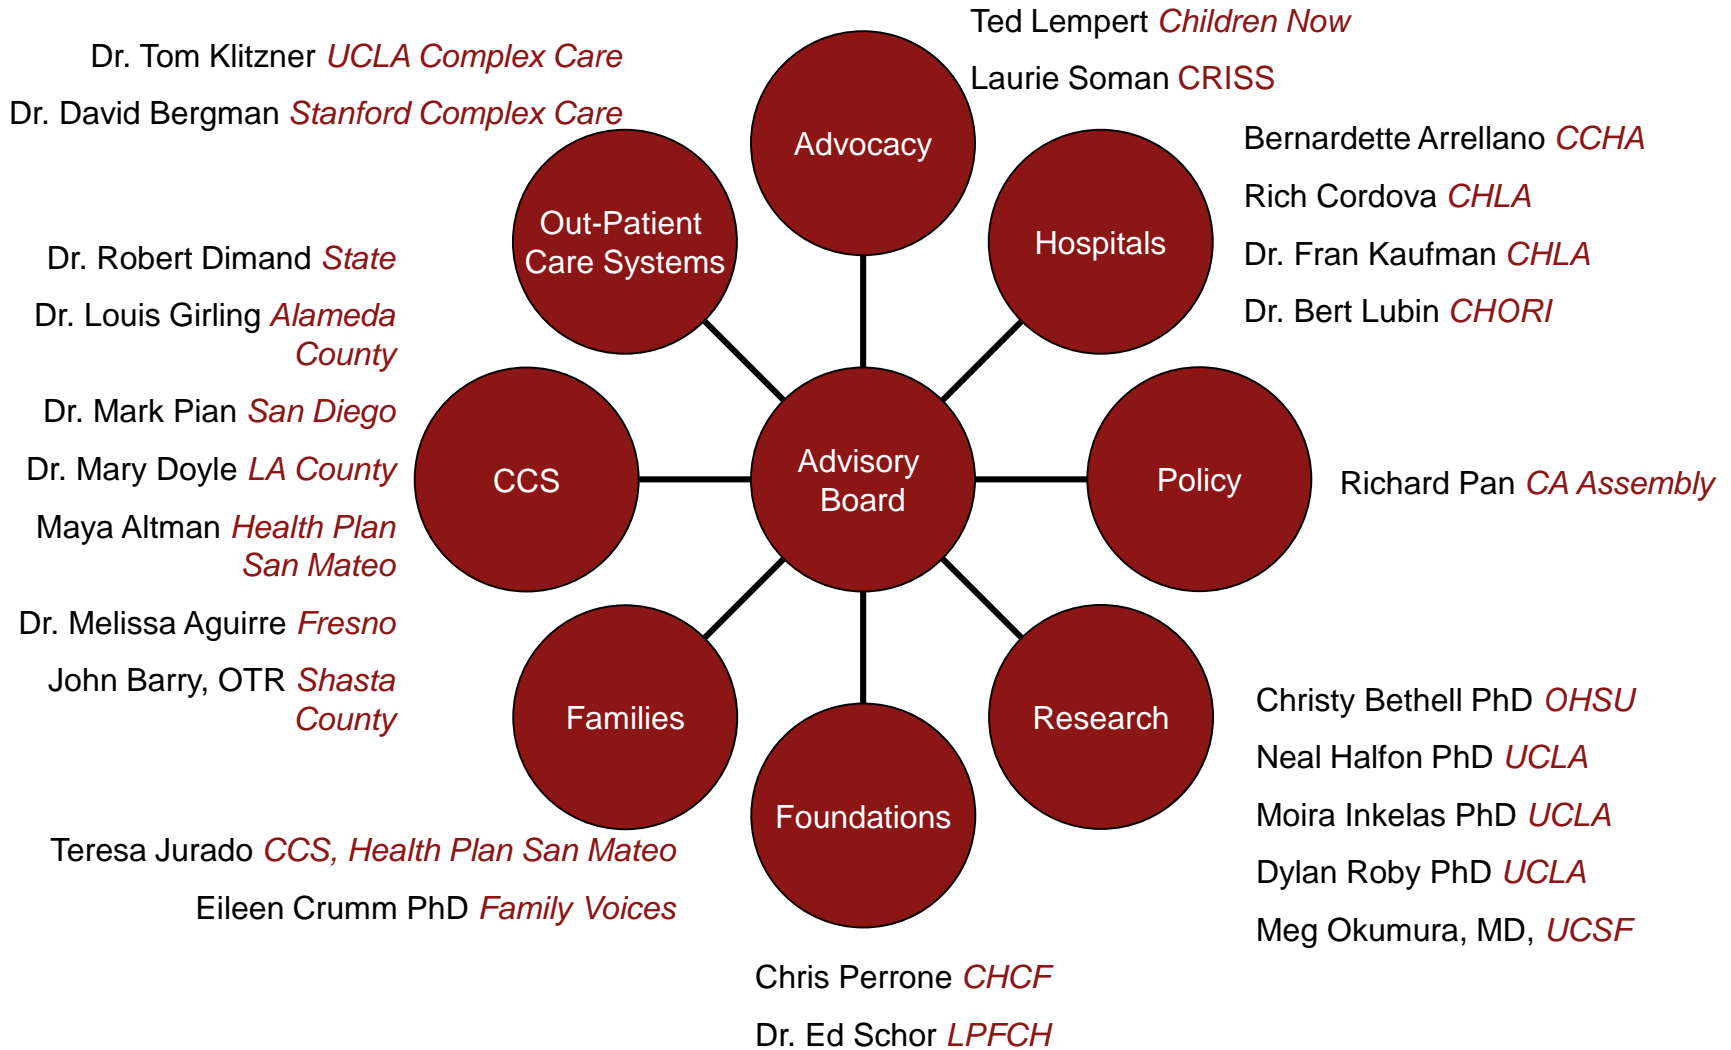 Ted Lempert Children Now
Laurie Soman CRISS
Dr. Tom Klitzner UCLA Complex Care
Dr. David Bergman Stanford Complex Care
Advocacy
Bernardette Arrellano CCHA
Rich Cordova CHLA
Dr. Fran Kaufman CHLA
Dr. Bert Lubin CHORI
Out-Patient
Care Systems
Hospitals
Dr. Robert Dimand State
Dr. Louis Girling Alameda
County
Dr. Mark Pian San Diego
Dr. Mary Doyle LA County
Maya Altman Health Plan
San Mateo
Dr. Melissa Aguirre Fresno
John Barry, OTR Shasta
County
CCS
Advisory
Board
Policy
Richard Pan CA Assembly
Families
Foundations
Research
Christy Bethell PhD OHSU
Neal Halfon PhD UCLA
Moira Inkelas PhD UCLA
Dylan Roby PhD UCLA
Meg Okumura, MD, UCSF
Teresa Jurado CCS, Health Plan San Mateo
Eileen Crumm PhD Family Voices
Chris Perrone CHCF
Dr. Ed Schor LPFCH